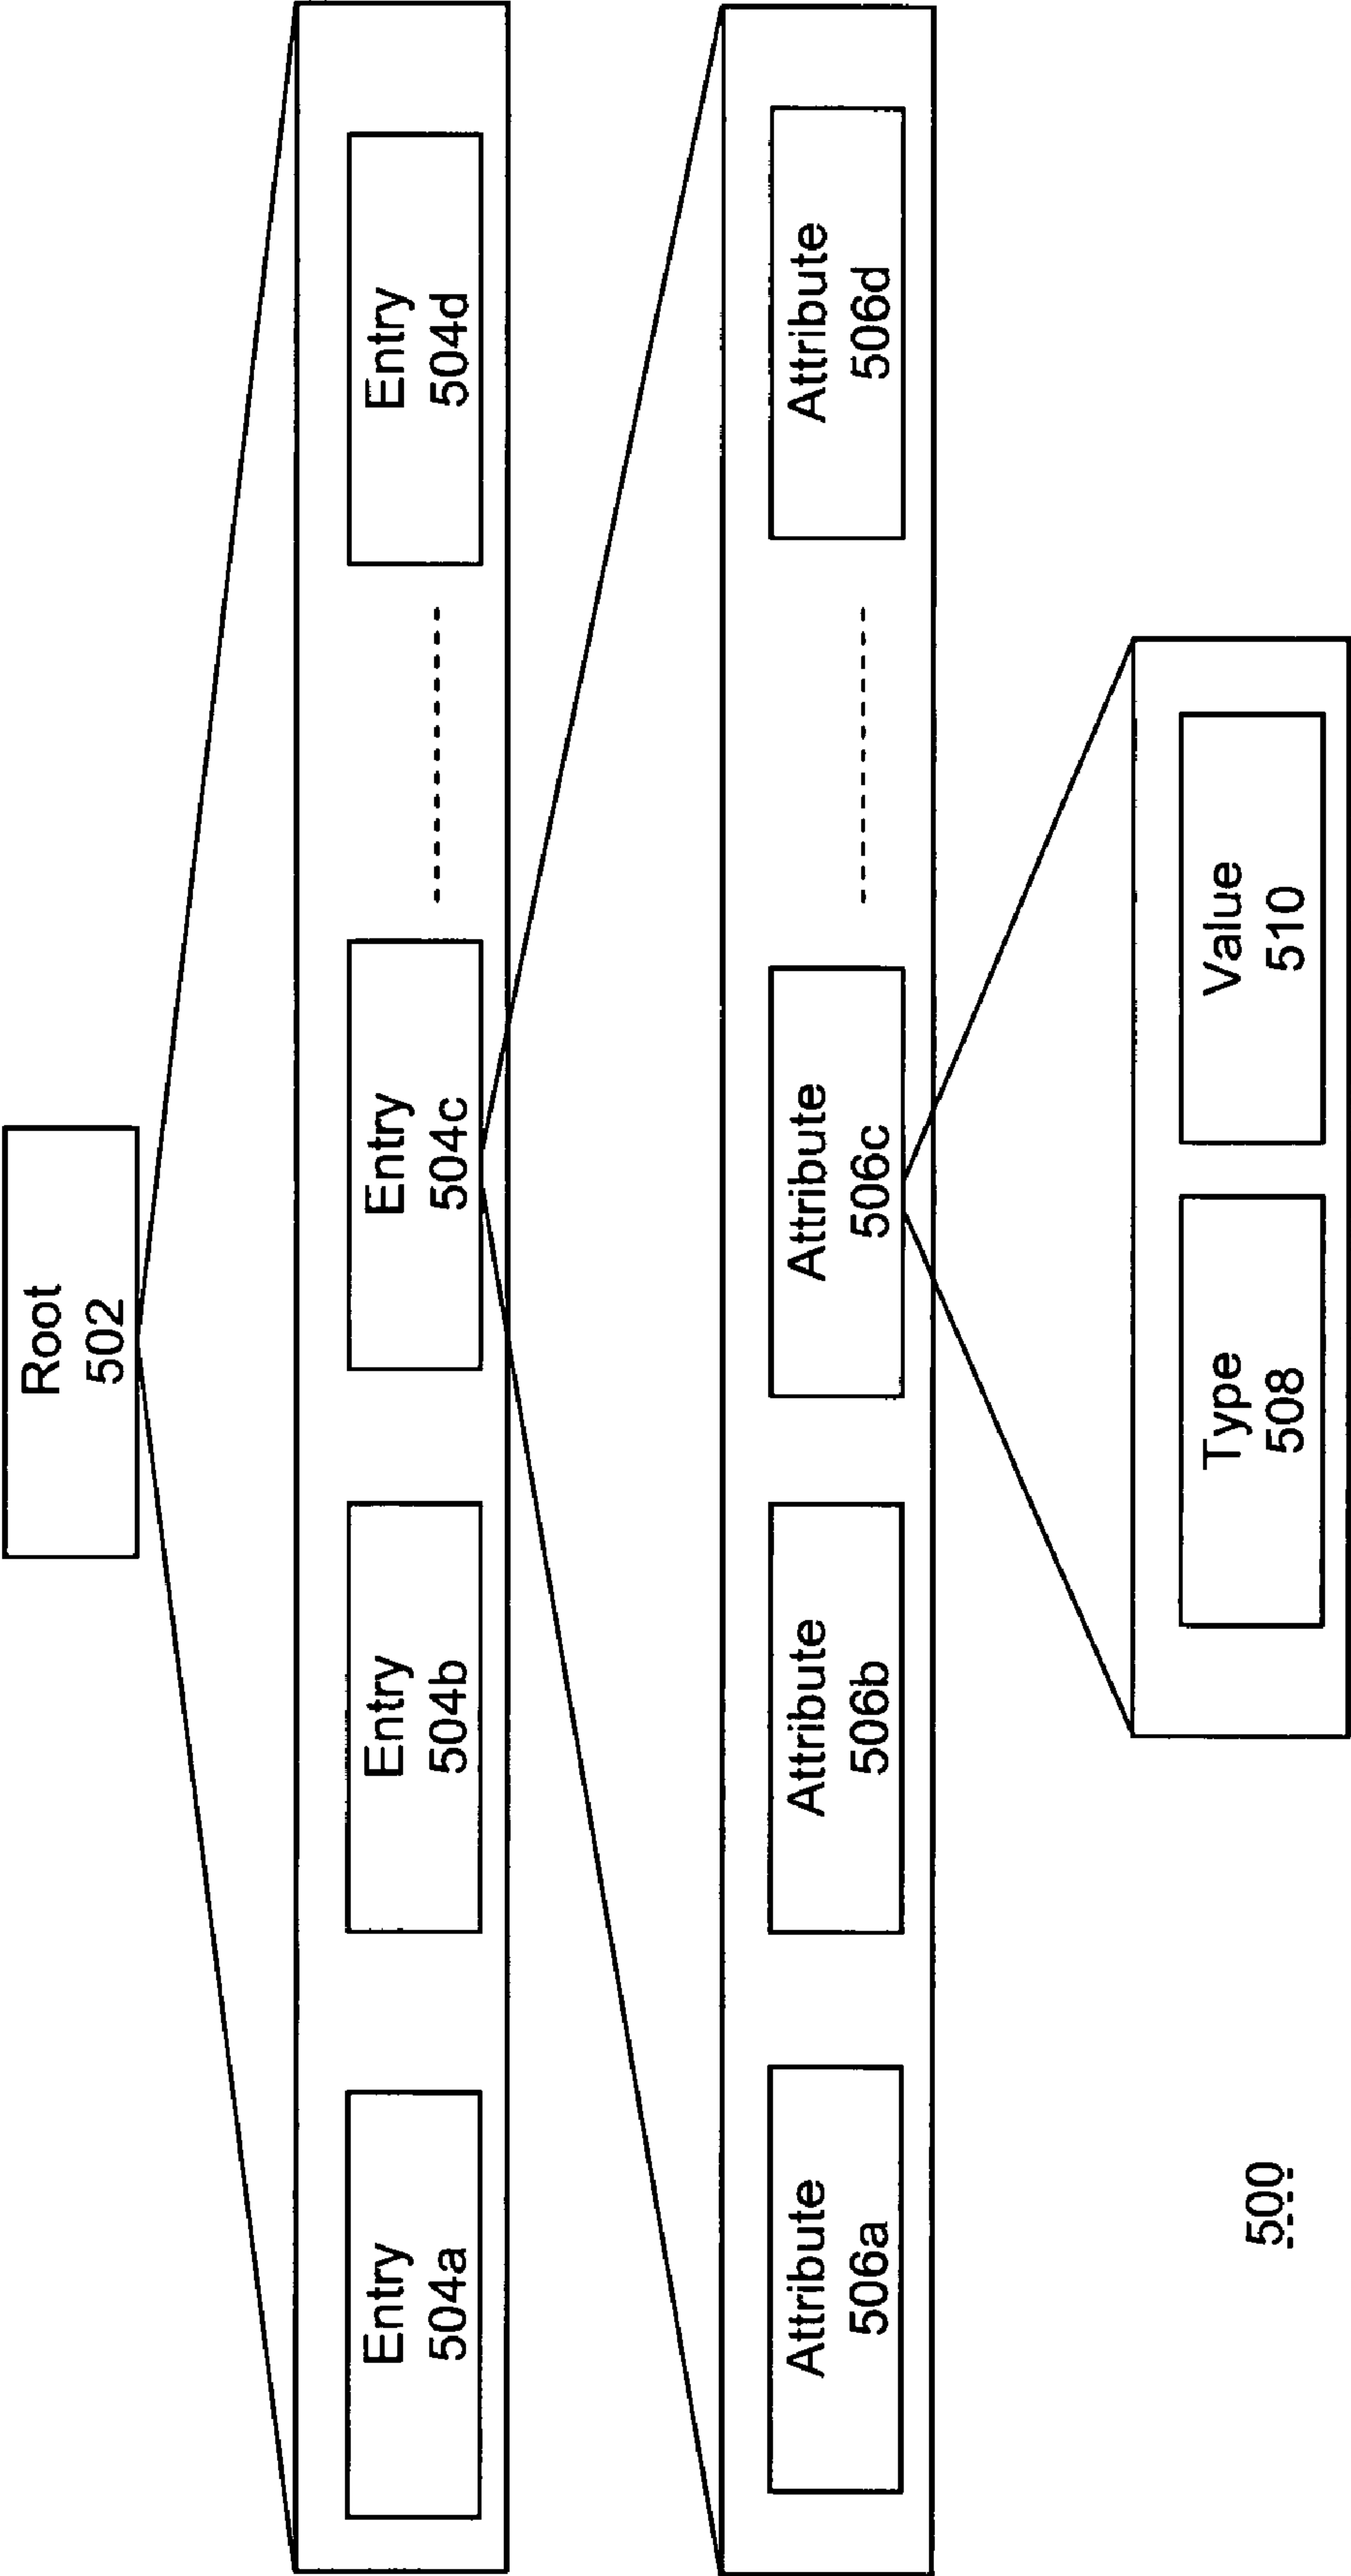 Root
502
Entry
504a
Entry
504b
Entry
504c
Entry
504d
Attribute
506a
Attribute
506b
Attribute
506c
Attribute
506d
Type
508
Value
510
500